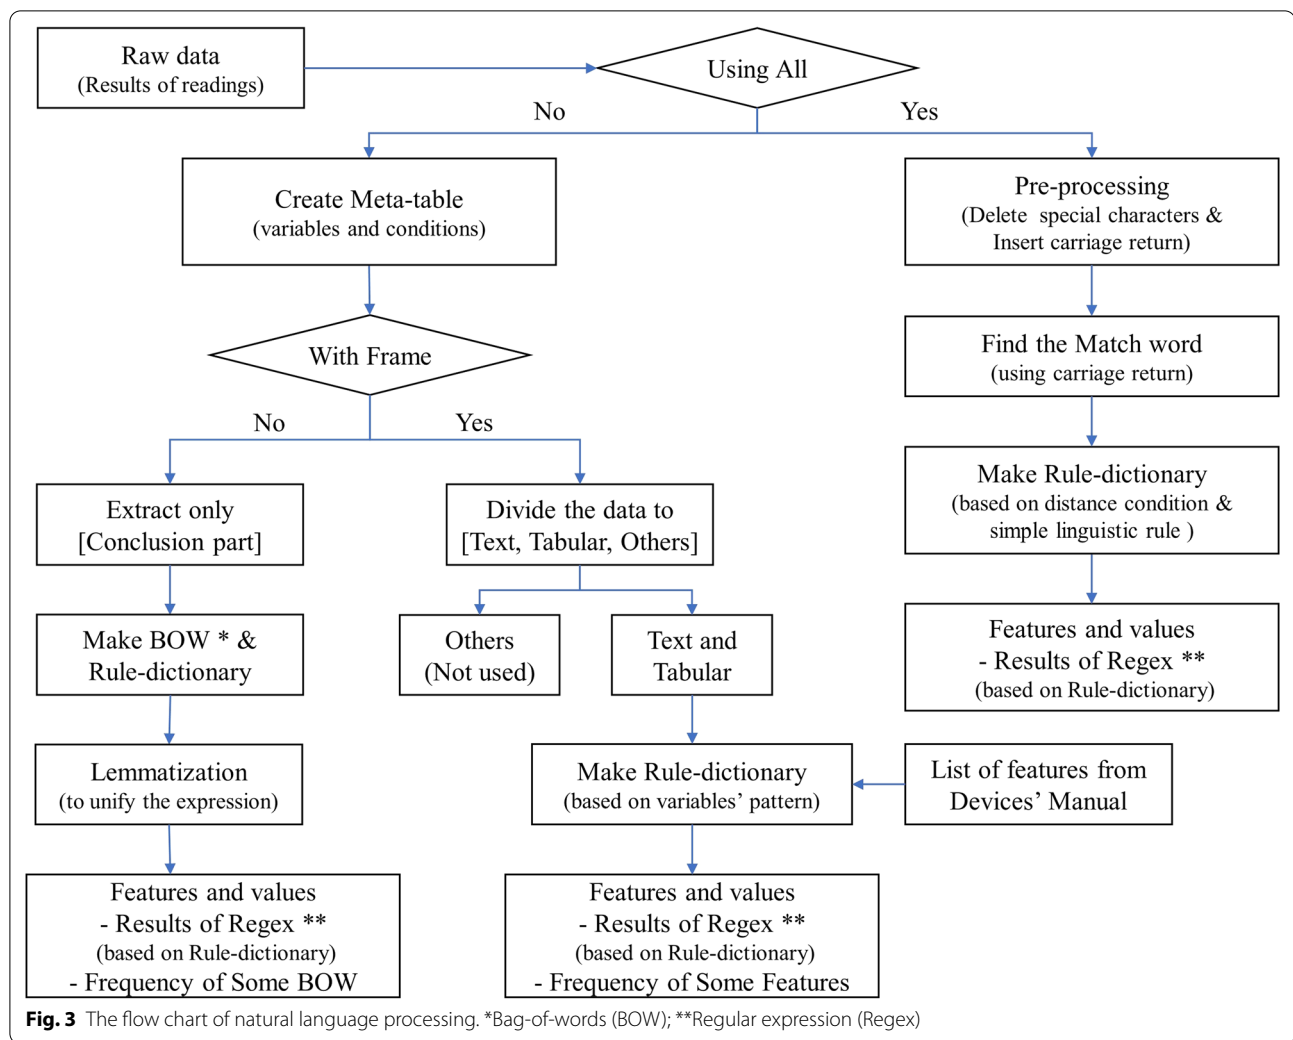 Raw data
(Results of readings)
Using All
No
Yes
Create Meta-table
(variables and conditions)
Pre-processing
(Delete special characters &
Insert carriage return)
With Frame
Find the Match word
(using carriage return)
No
Yes
Extract only
[Conclusion part]
Divide the data to
[Text, Tabular, Others]
Make Rule-dictionary
(based on distance condition &
simple linguistic rule )
Make BOW * &
Rule-dictionary
Others
(Not used)
Text and
Tabular
Features and values
- Results of Regex **
(based on Rule-dictionary)
Lemmatization
(to unify the expression)
Make Rule-dictionary
(based on variables' pattern)
List of features from
Devices' Manual
Features and values
- Results of Regex **
(based on Rule-dictionary)
- Frequency of Some BOW
Features and values
- Results of Regex **
(based on Rule-dictionary)
- Frequency of Some Features
Fig. 3 The flow chart of natural language processing. *Bag-of-words (BOW); **Regular expression (Regex)